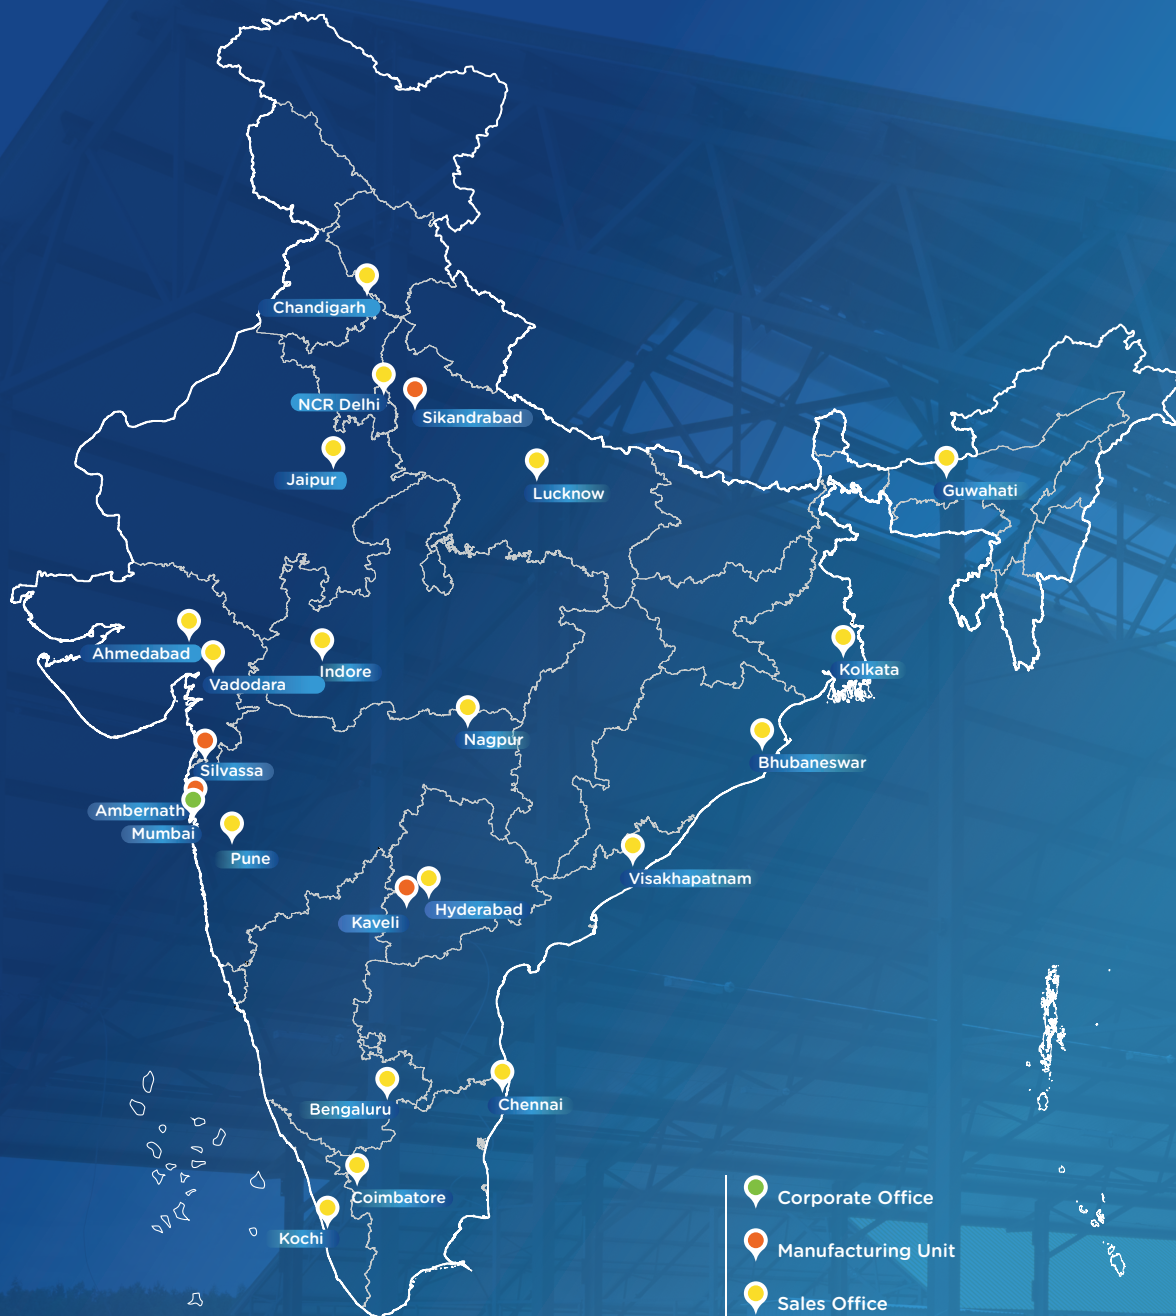 Chandigarh
NCR Delhi
Sikandrabad
Jaipur
Lucknow
Guwahati
Ahmedabad
Indore
Vadodara
Kolkata
Nagpur
Bhubaneswar
Silvassa
Ambernath
Mumbai
Pune
Visakhapatnam
Hyderabad
Kaveli
Bengaluru
Chennai
Coimbatore
Kochi
Corporate Office
Manufacturing Unit
Sales Office